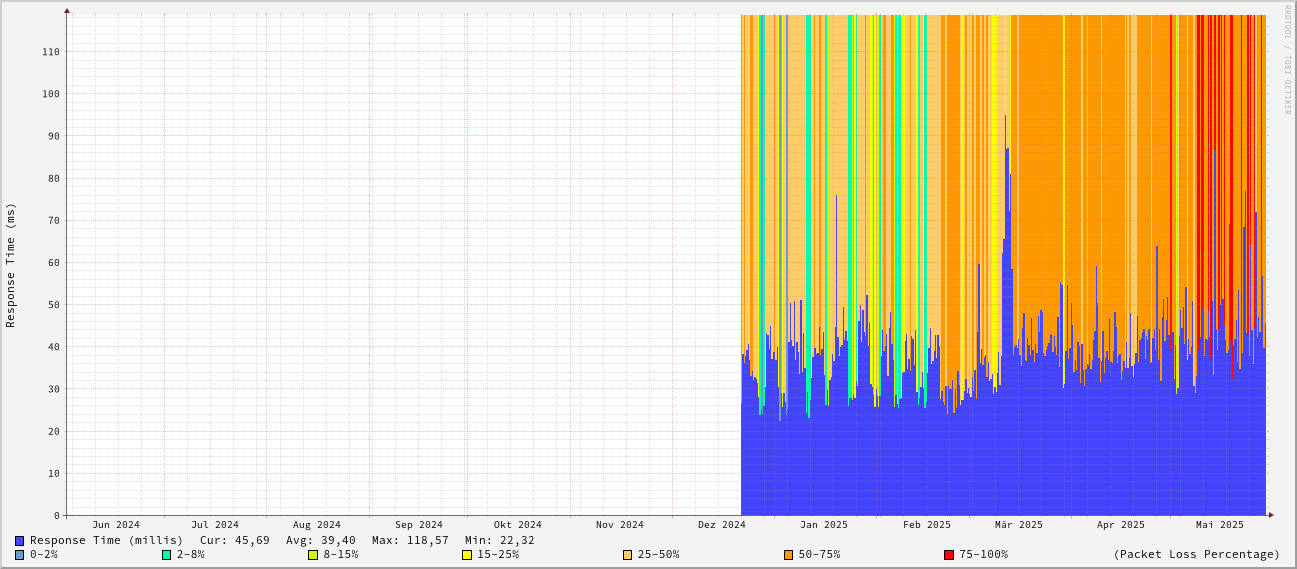 RRDTOOL / TOBI OETIKER
Response Time (ms)
110
100
90
80
70
60
50
40
30
20
10
0
Jun 2024 Jul 2024 Aug 2024 Sep 2024 Okt 2024 Nov 2024 Dez 2024 Jan 2025 Feb 2025 Mär 2025 Apr 2025 Mai 2025
Response Time (millis) Cur: 45,69 Avg: 39,40 Max: 118,57 Min: 22,32
0-2% 2-8% 8-15% 15-25% 25-50% 50-75% 75-100% (Packet Loss Percentage)